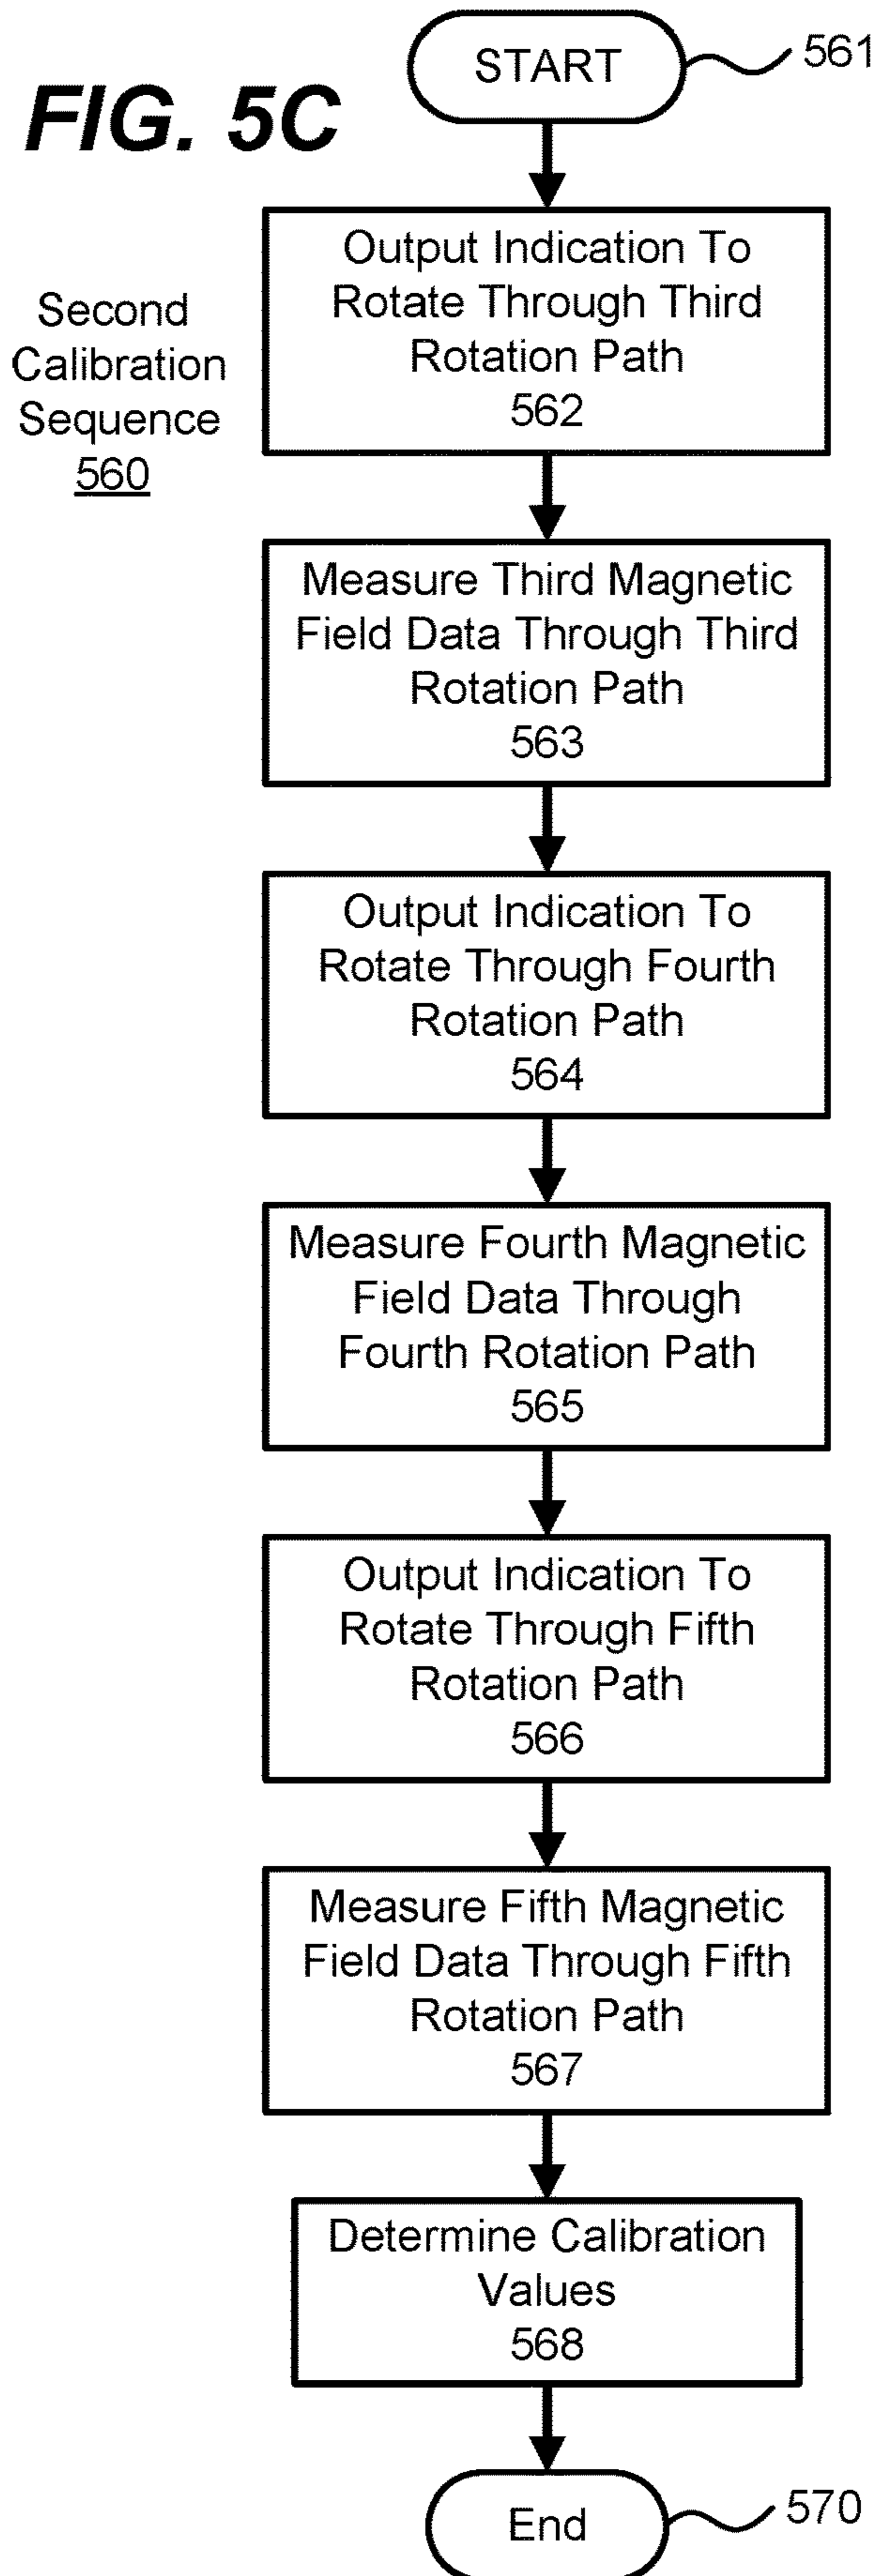 START
561
FIG. 5C
Output Indication To
Rotate Through Third
Rotation Path
562
Second
Calibration
Sequence
560
Measure Third Magnetic
Field Data Through Third
Rotation Path
563
Output Indication To
Rotate Through Fourth
Rotation Path
564
Measure Fourth Magnetic
Field Data Through
Fourth Rotation Path
565
Output Indication To
Rotate Through Fifth
Rotation Path
566
Measure Fifth Magnetic
Field Data Through Fifth
Rotation Path
567
Determine Calibration
Values
568
End
570